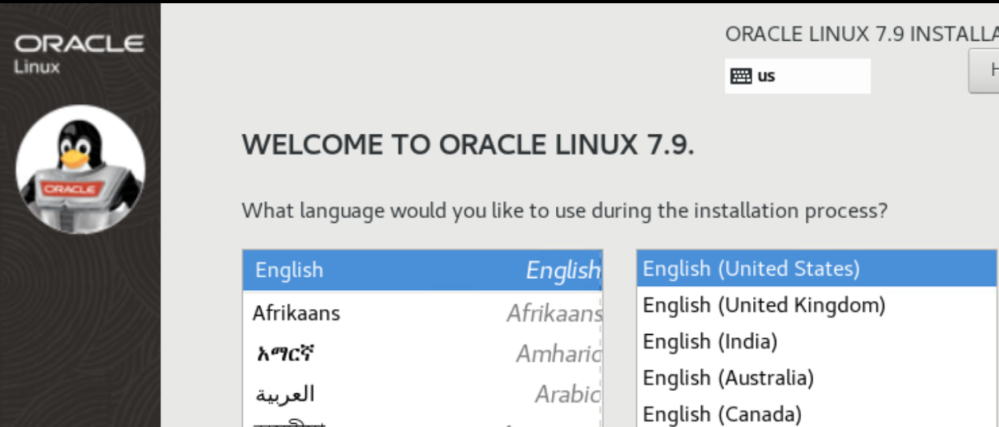 ORACLE
Linux
ORACLE
ORACLE LINUX 7.9 INSTALLA
us
H
WELCOME TO ORACLE LINUX 7.9.
What language would you like to use during the installation process?
English English
Afrikaans Afrikaans
አማርኛ Amharic
العربية Arabic
English (United States)
English (United Kingdom)
English (India)
English (Australia)
English (Canada)